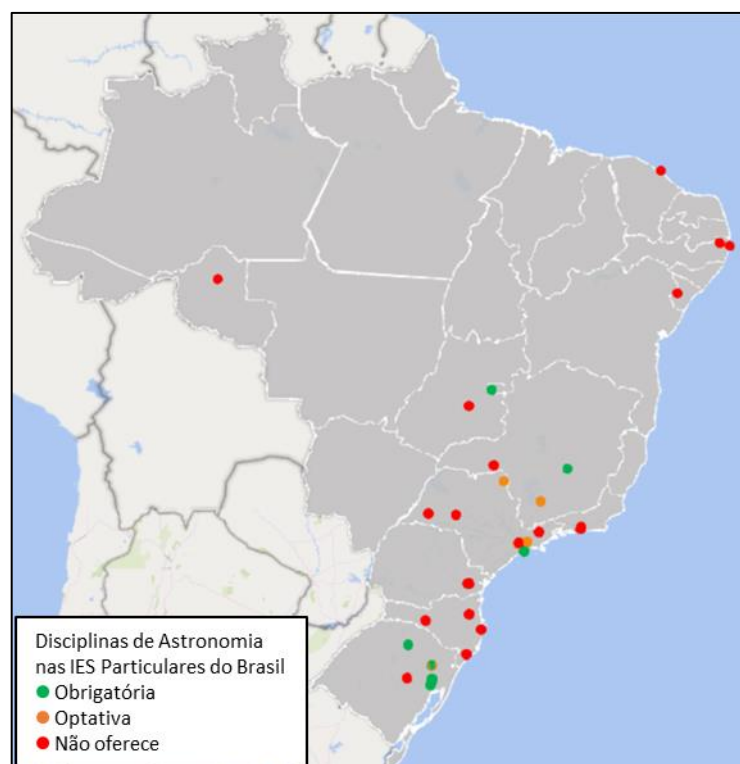 Disciplinas de Astronomia
nas IES Particulares do Brasil
Obrigatória
Optativa
Não oferece